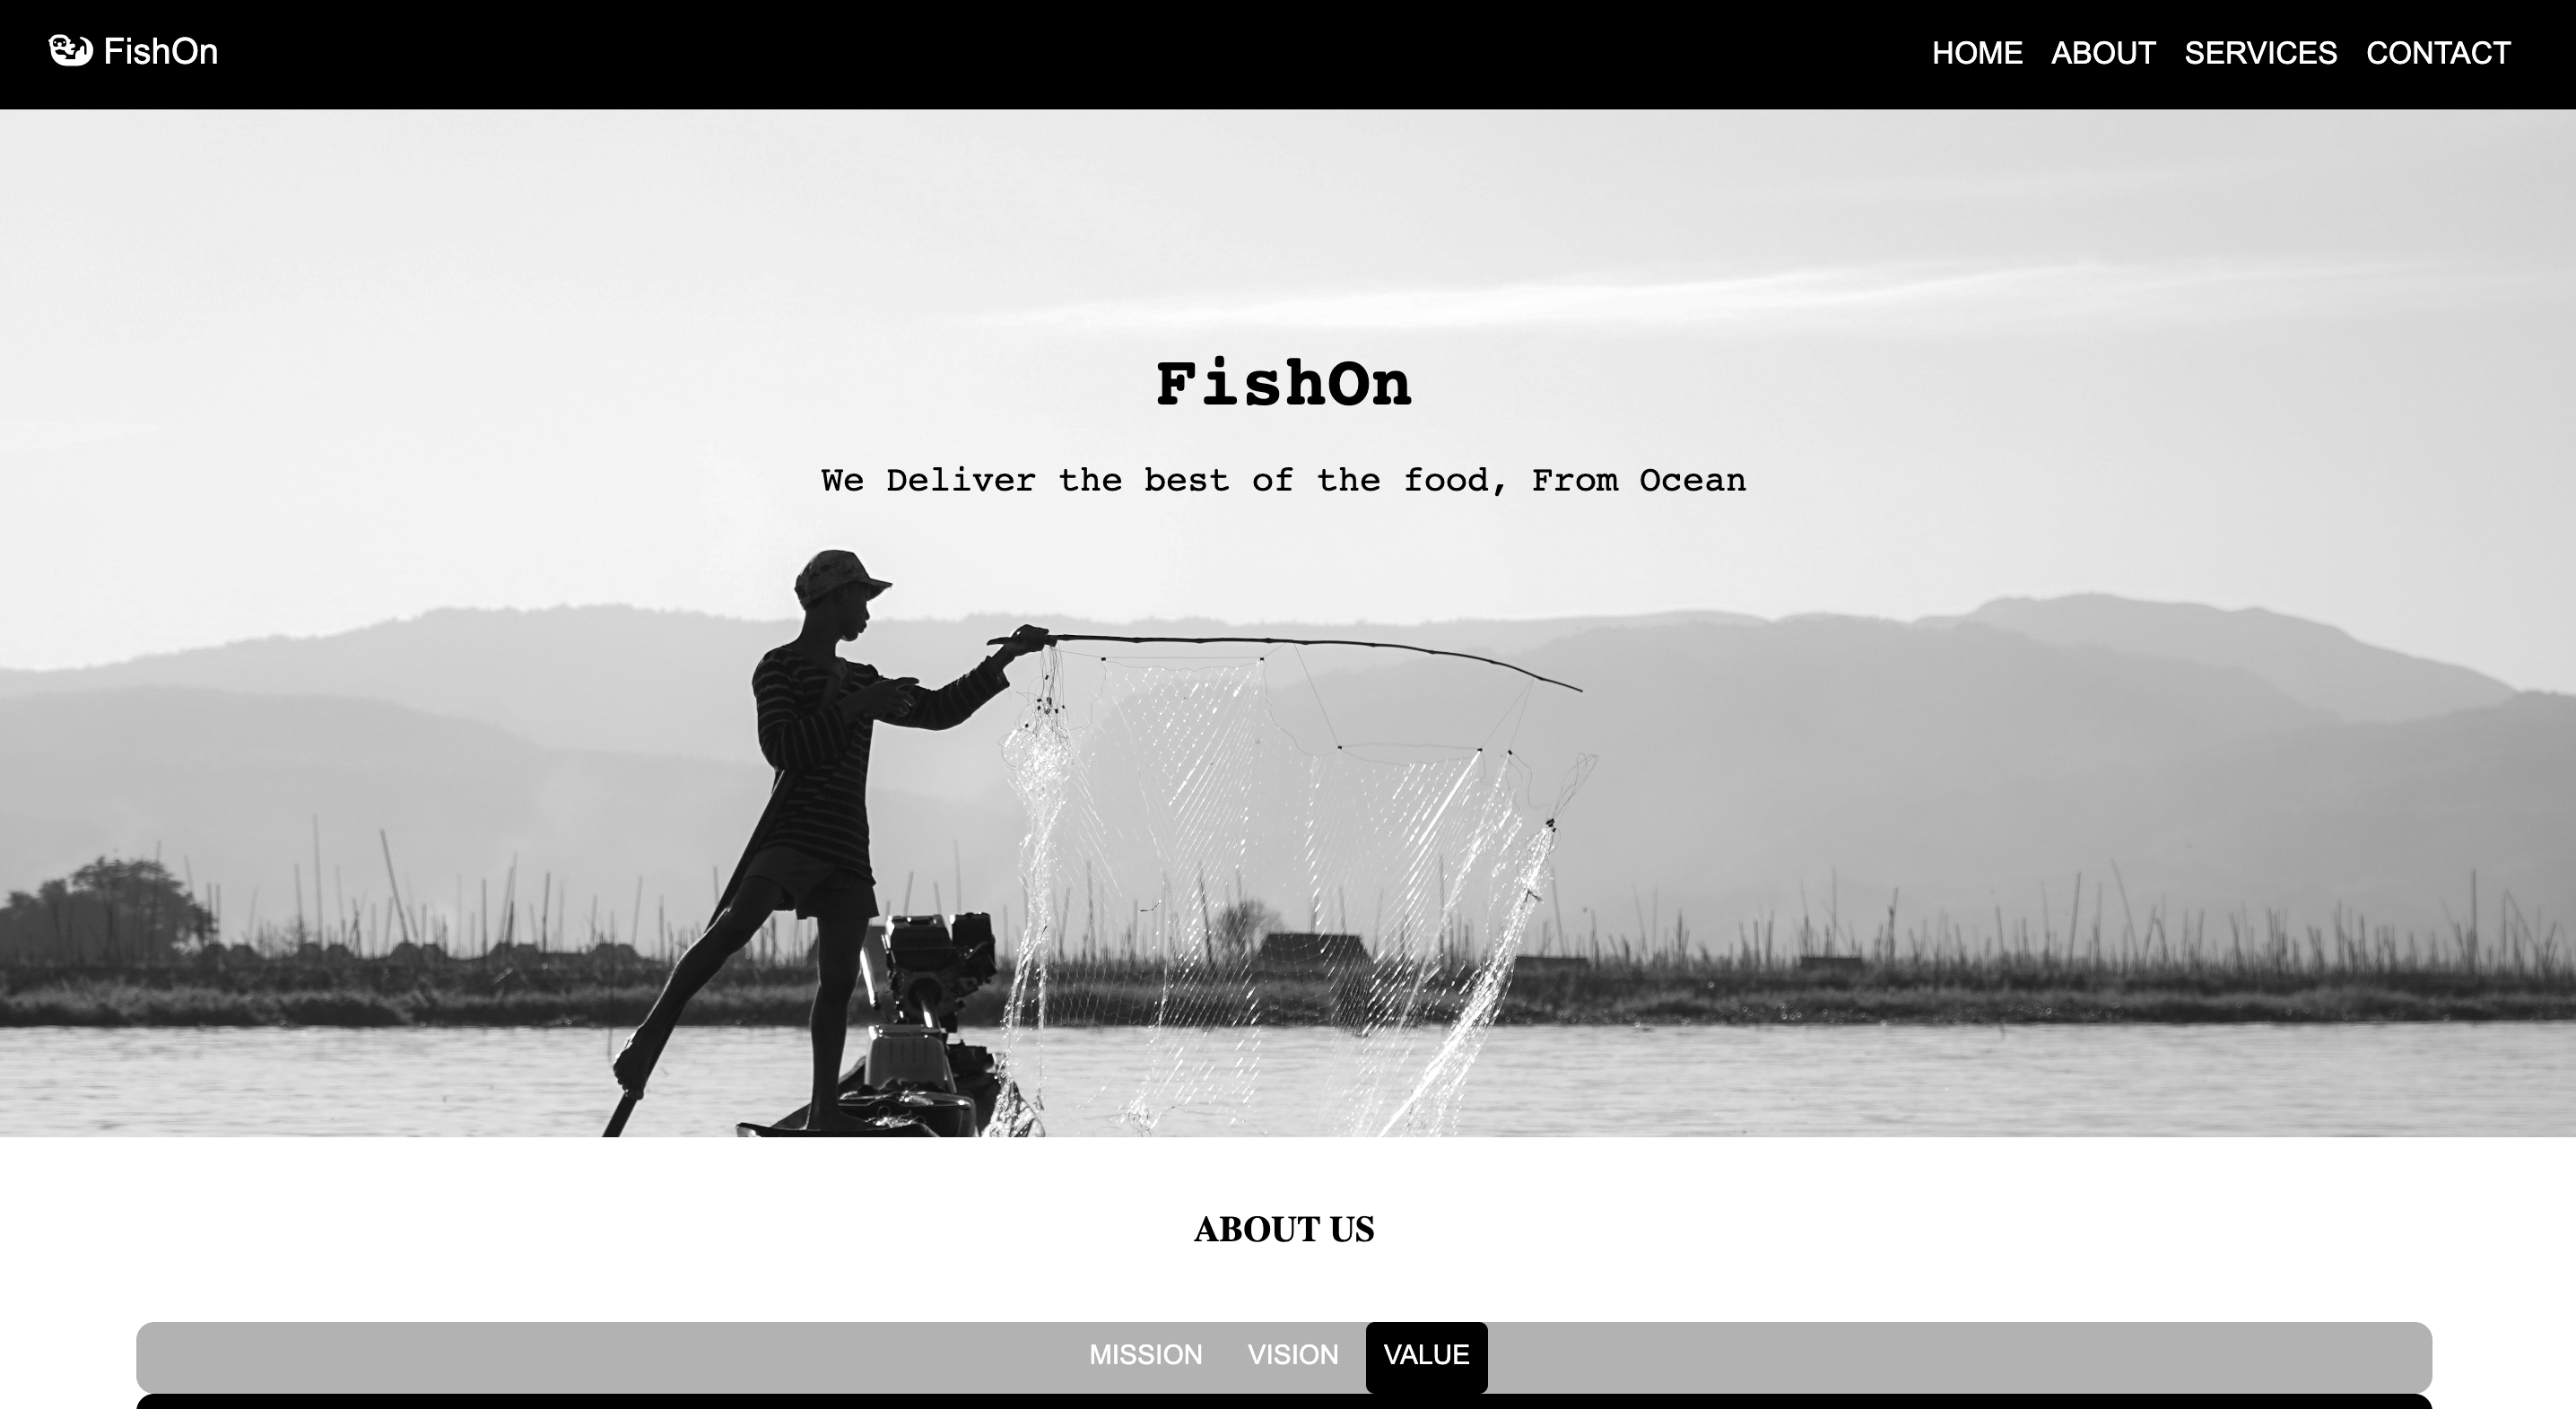 FishOn
HOME ABOUT SERVICES CONTACT
FishOn
We Deliver the best of the food, From Ocean
ABOUT US
MISSION VISION VALUE